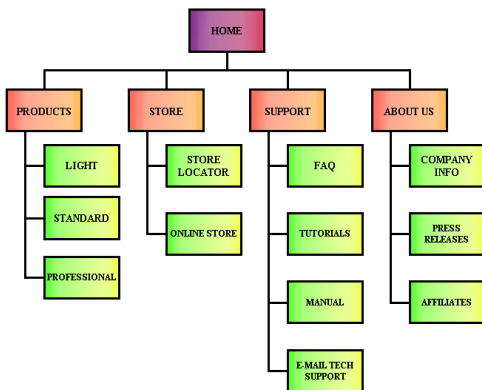 HOME
PRODUCTS
STORE
SUPPORT
ABOUT US
LIGHT
STANDARD
PROFESSIONAL
STORE
LOCATOR
ONLINE STORE
FAQ
TUTORIALS
MANUAL
E-MAIL TECH
SUPPORT
COMPANY
INFO
PRESS
RELEASES
AFFILIATES